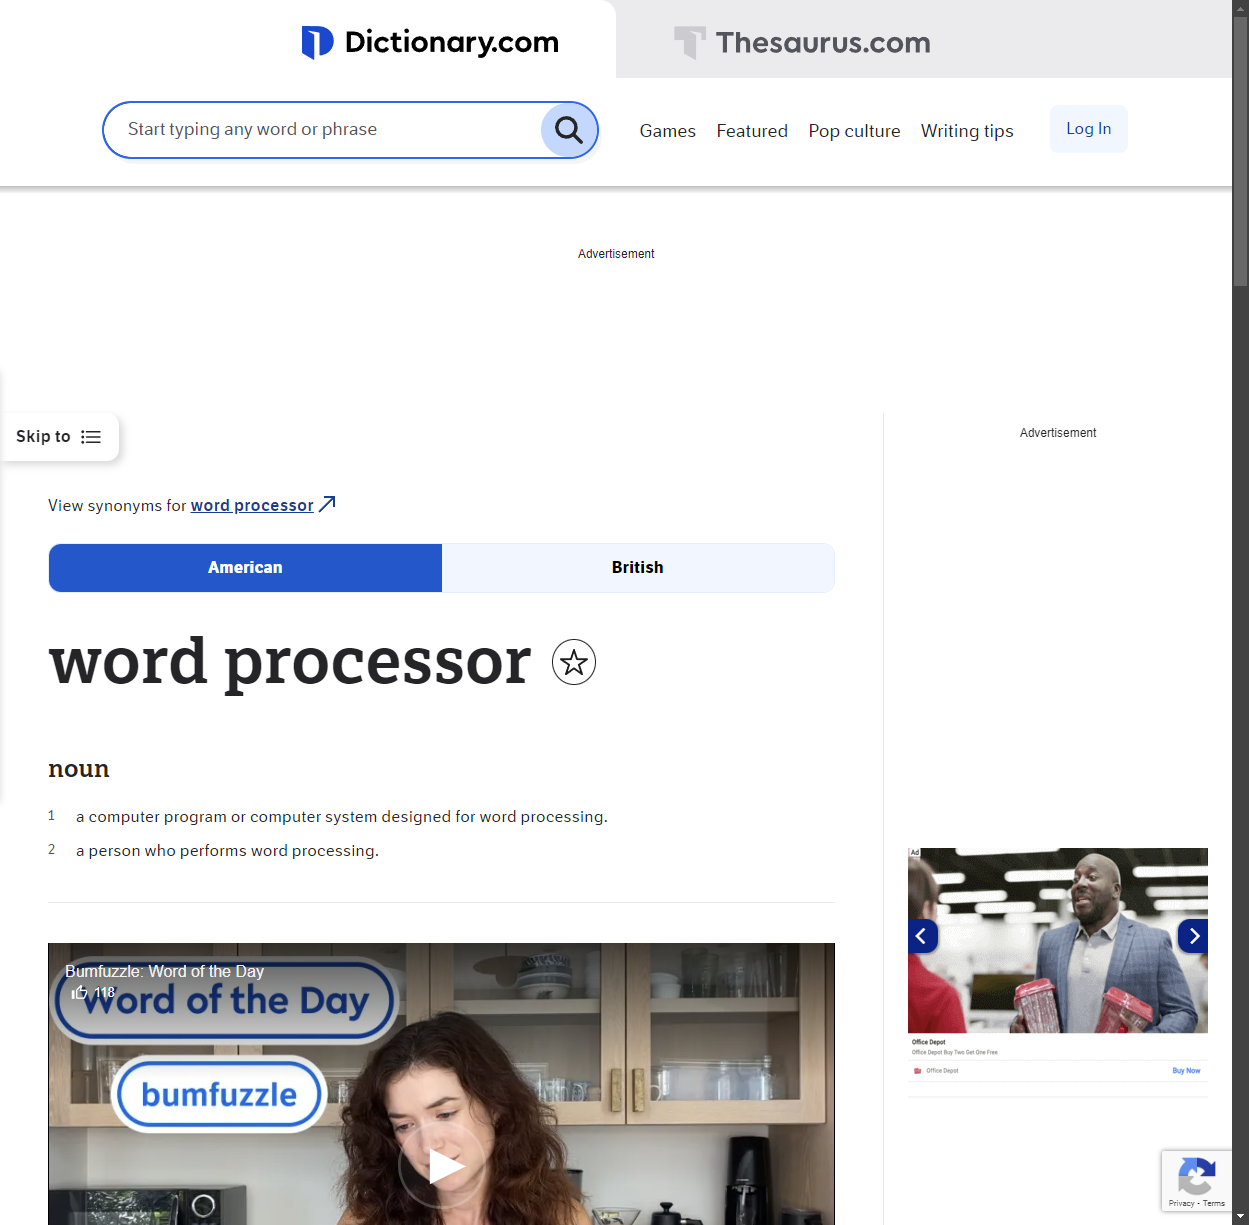 Dictionary.com
Thesaurus.com
Start typing any word or phrase
Games
Featured
Pop culture
Writing tips
Log In
Advertisement
Skip to
Advertisement
View synonyms for word processor
American
British
word processor
noun
1 a computer program or computer system designed for word processing.
2 a person who performs word processing.
Bumfuzzle: Word of the Day
118
Word of the Day
bumfuzzle
Ad
Office Depot
Office Depot Buy Two Get One Free
Office Depot
Buy Now
Privacy - Terms